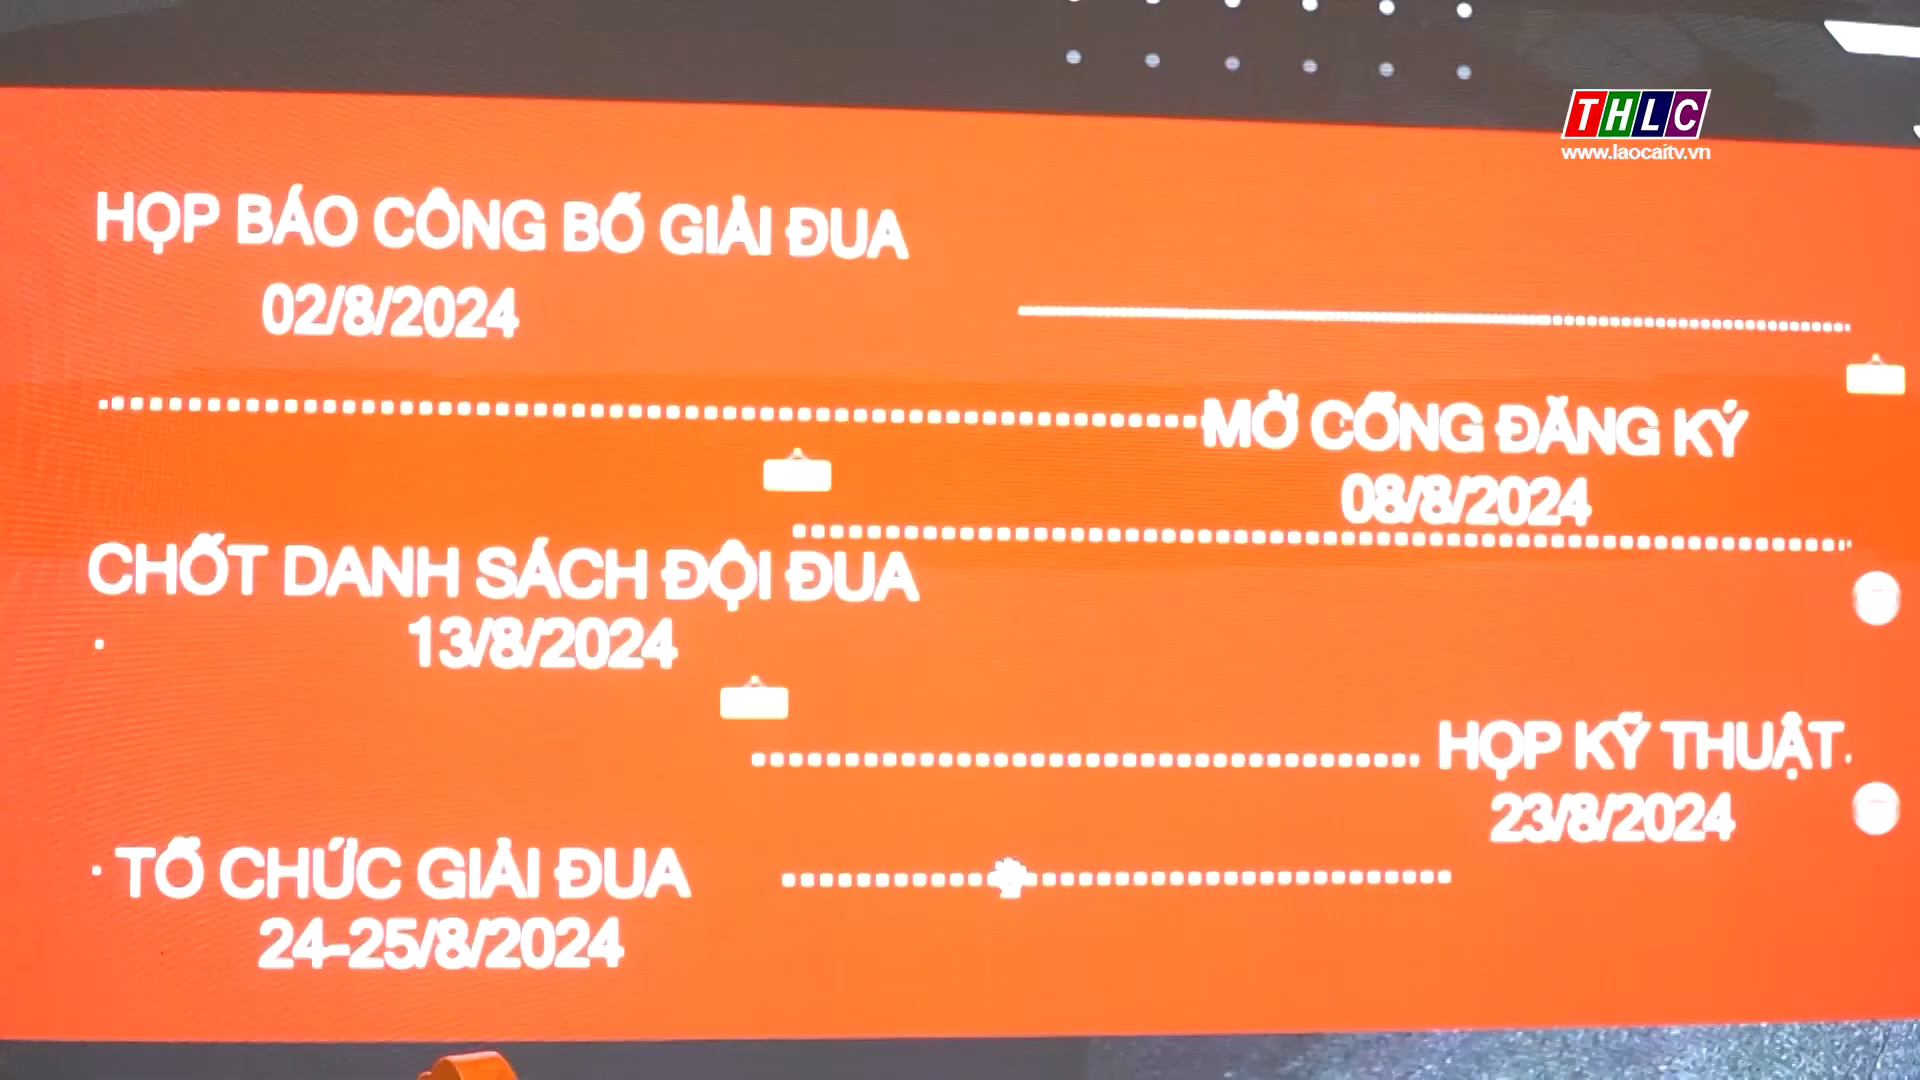 THLC
www.laocaitv.vn
HỌP BÁO CÔNG BỐ GIẢI ĐUA
02/8/2024
MỞ CỔNG ĐĂNG KÝ
08/8/2024
CHỐT DANH SÁCH ĐỘI ĐUA
13/8/2024
HỌP KỸ THUẬT
23/8/2024
TỔ CHỨC GIẢI ĐUA
24-25/8/2024